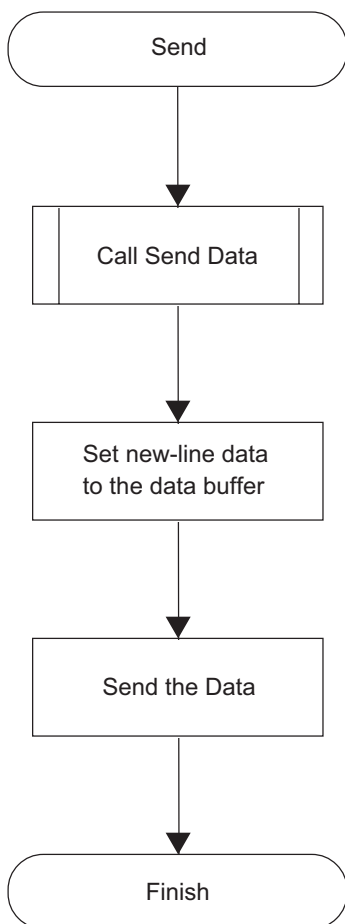 Send
Call Send Data
Set new-line data
to the data buffer
Send the Data
Finish